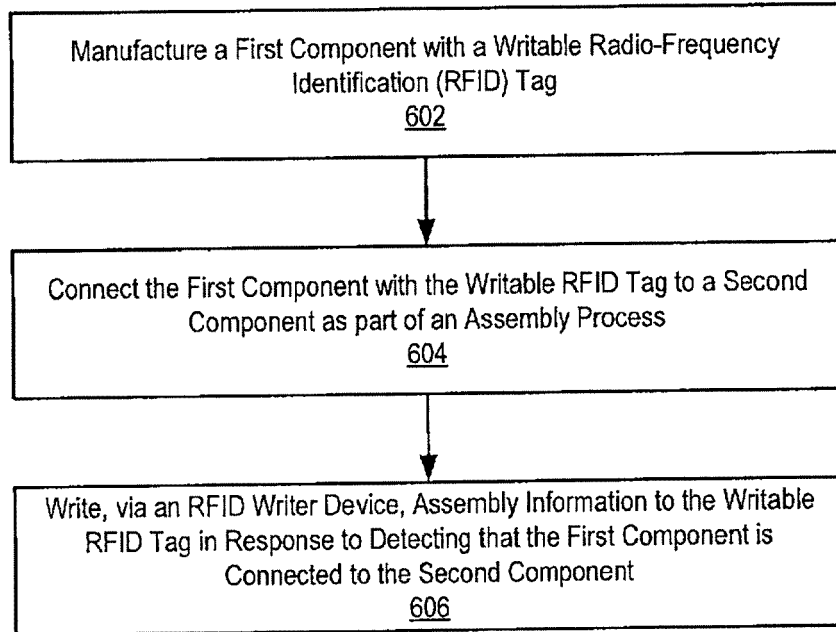 Manufacture a First Component with a Writable Radio-Frequency
Identification (RFID) Tag
602
Connect the First Component with the Writable RFID Tag to a Second
Component as part of an Assembly Process
604
Write, via an RFID Writer Device, Assembly Information to the Writable
RFID Tag in Response to Detecting that the First Component is
Connected to the Second Component
606